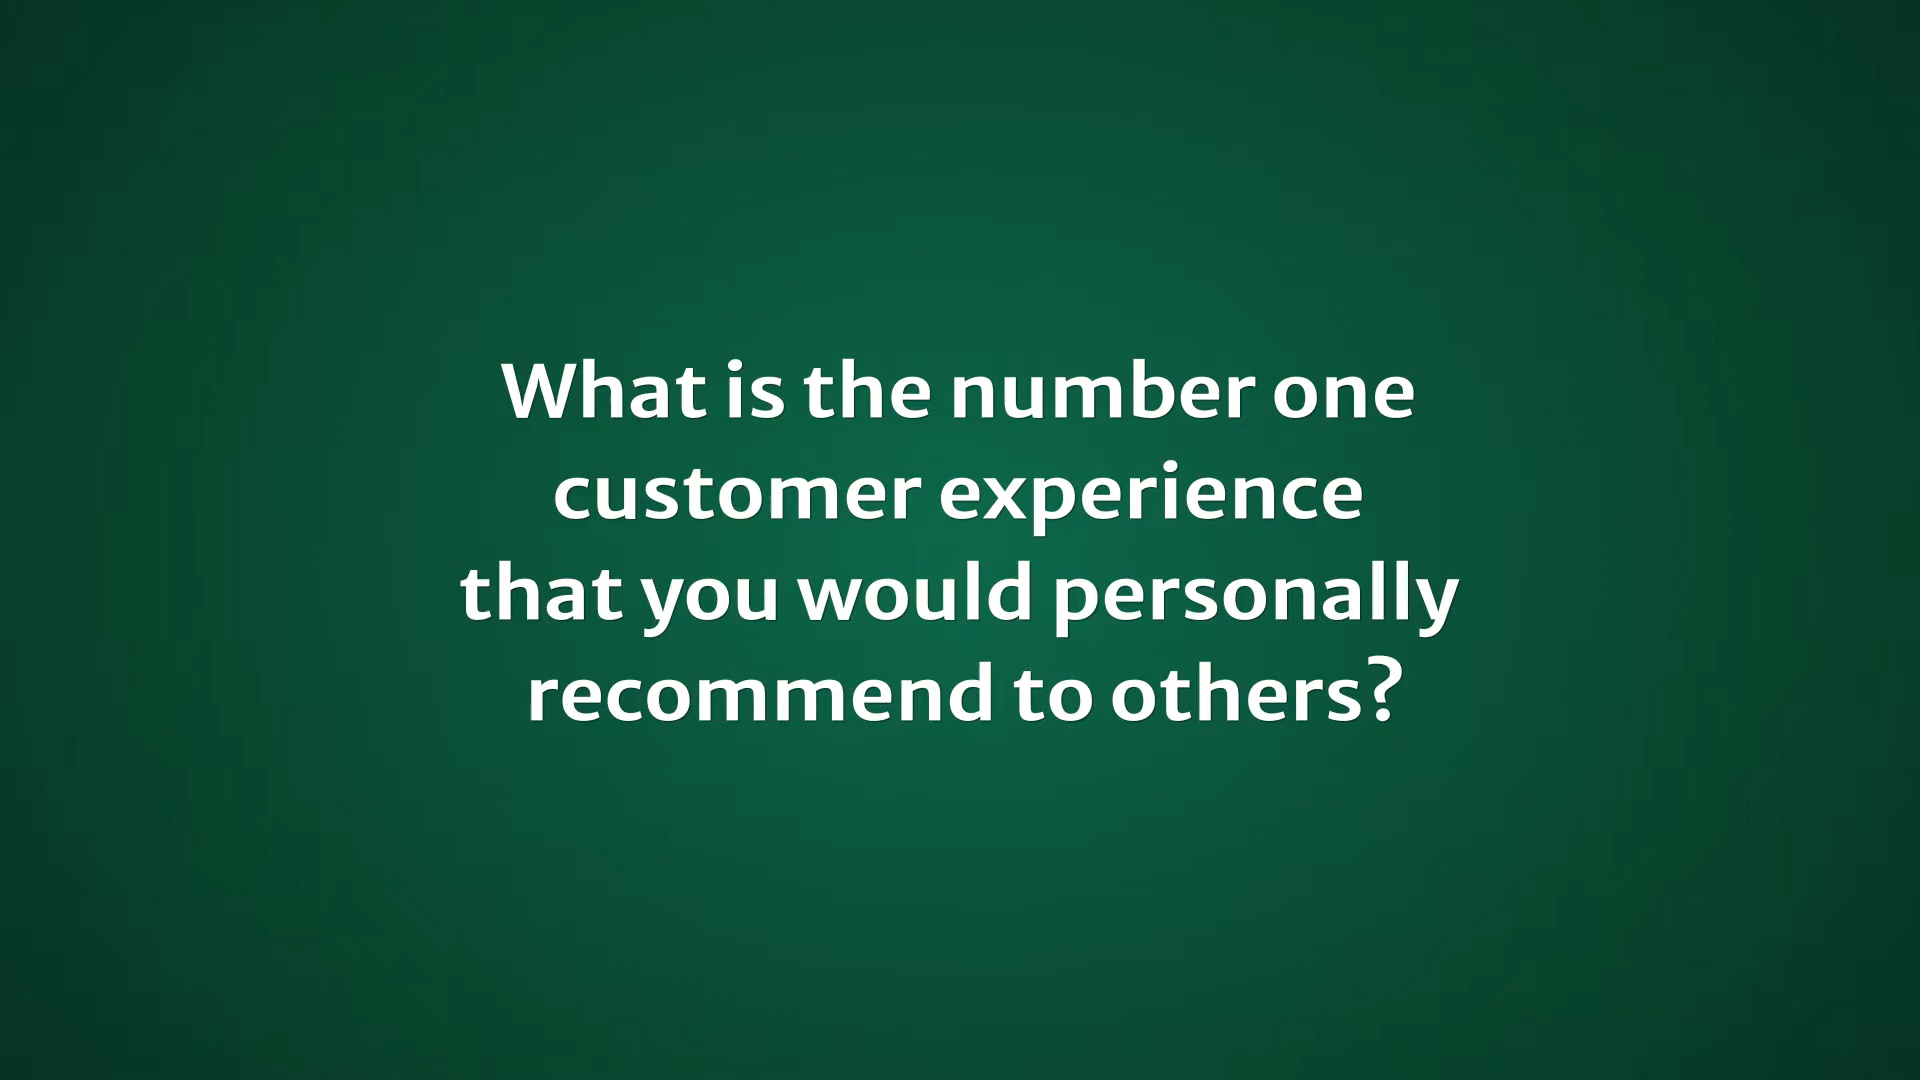 What is the number one
customer experience
that you would personally
recommend to others?